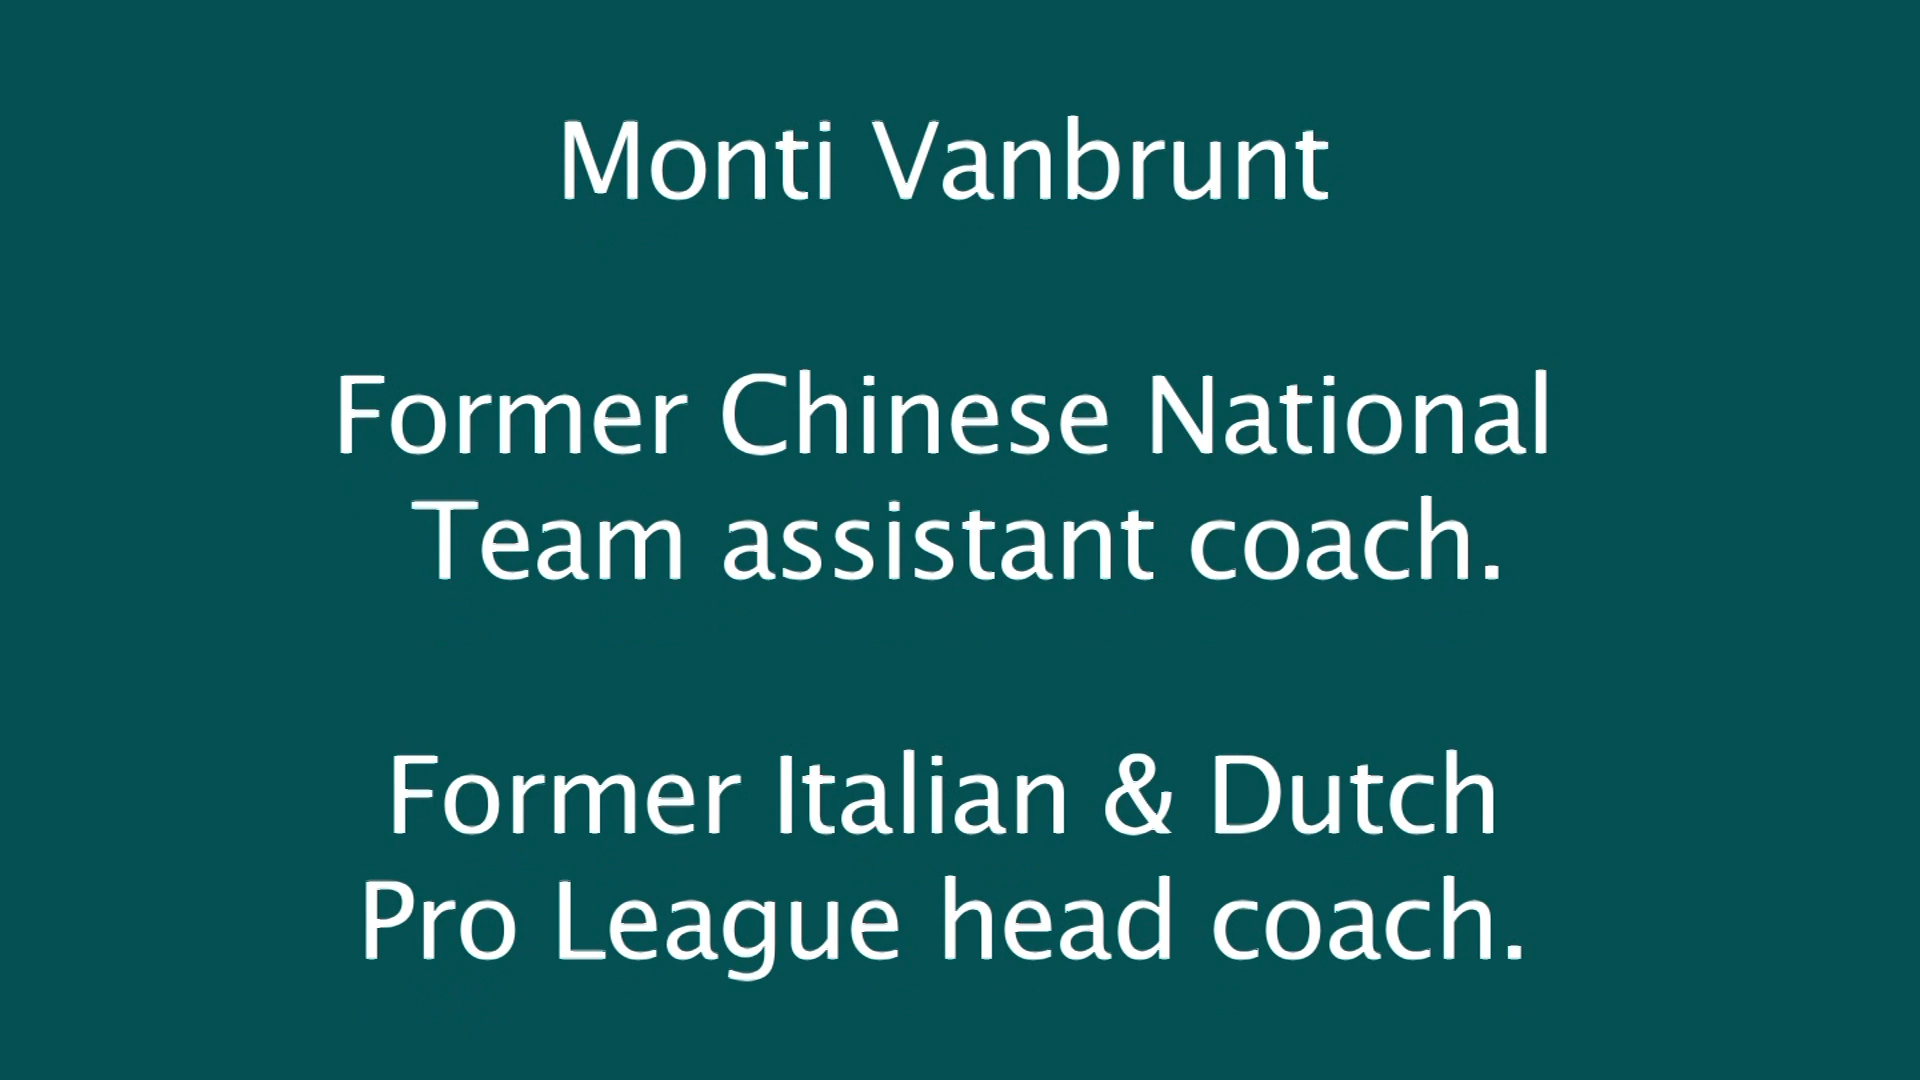 Monti Vanbrunt
Former Chinese National
Team assistant coach.
Former Italian & Dutch
Pro League head coach.